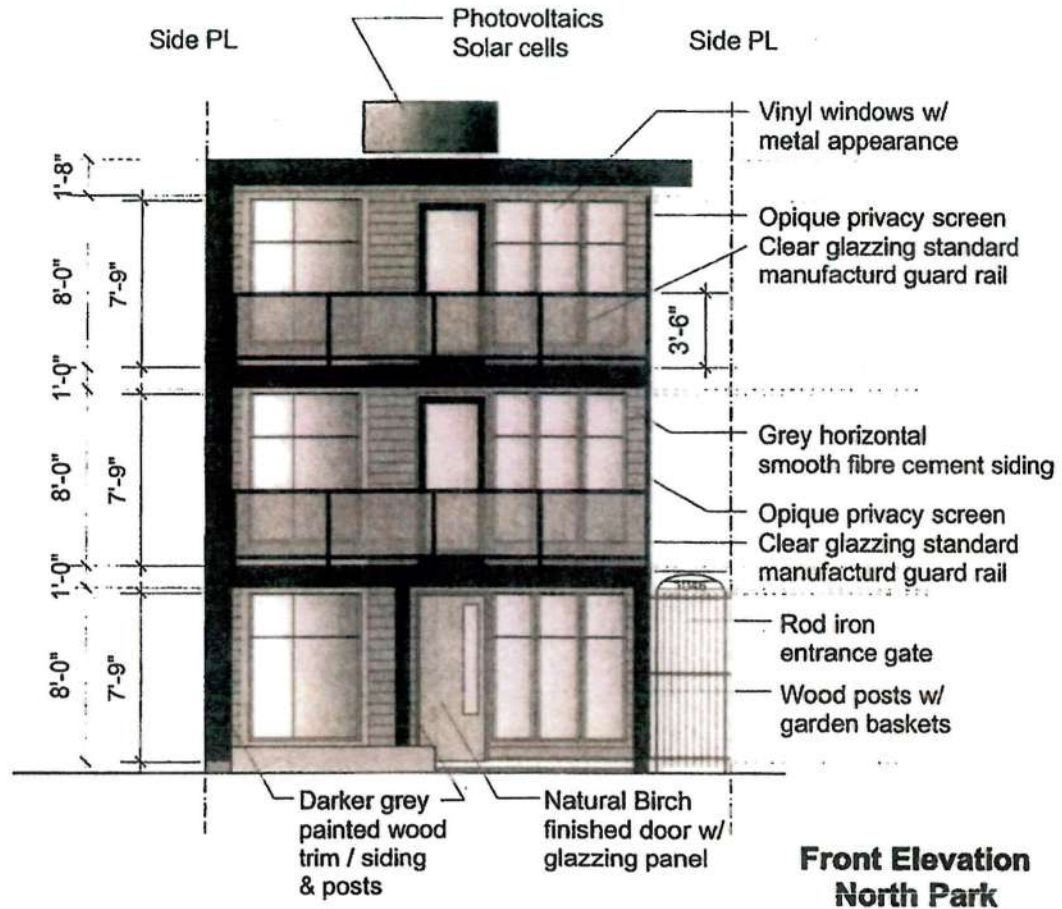 Photovoltaics
Solar cells
Side PL
Side PL
Vinyl windows w/
metal appearance
1'-8"
Opique privacy screen
Clear glazzing standard
manufacturd guard rail
8'-0"
7'-9"
3'-6"
1'-0"
Grey horizontal
smooth fibre cement siding
8'-0"
7'-9"
Opique privacy screen
Clear glazzing standard
manufacturd guard rail
1'-0"
1046
Rod iron
entrance gate
8'-0"
7'-9"
Wood posts w/
garden baskets
Darker grey
painted wood
trim / siding
& posts
Natural Birch
finished door w/
glazzing panel
Front Elevation
North Park